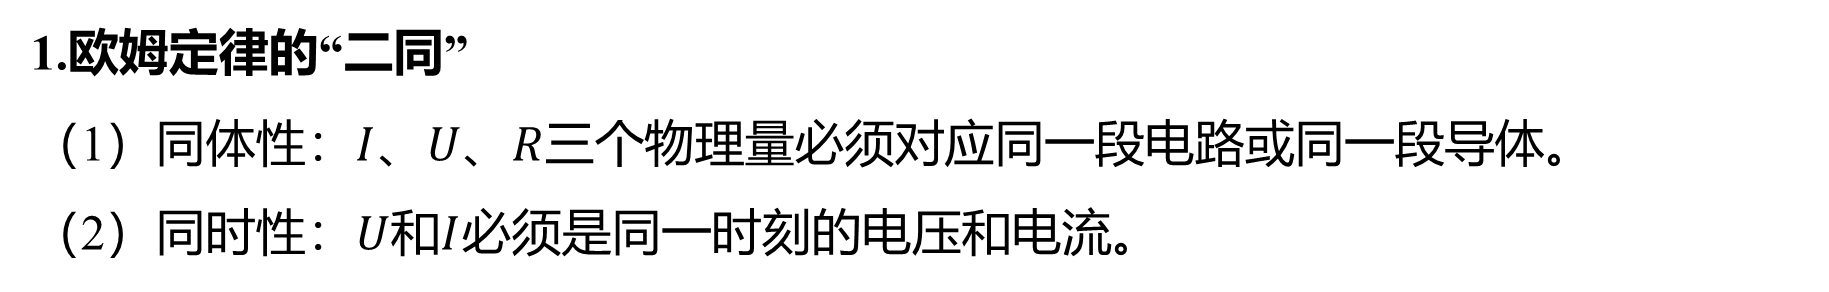 1.欧姆定律的“二同”
（1）同体性：I、U、R三个物理量必须对应同一段电路或同一段导体。
（2）同时性：U和I必须是同一时刻的电压和电流。